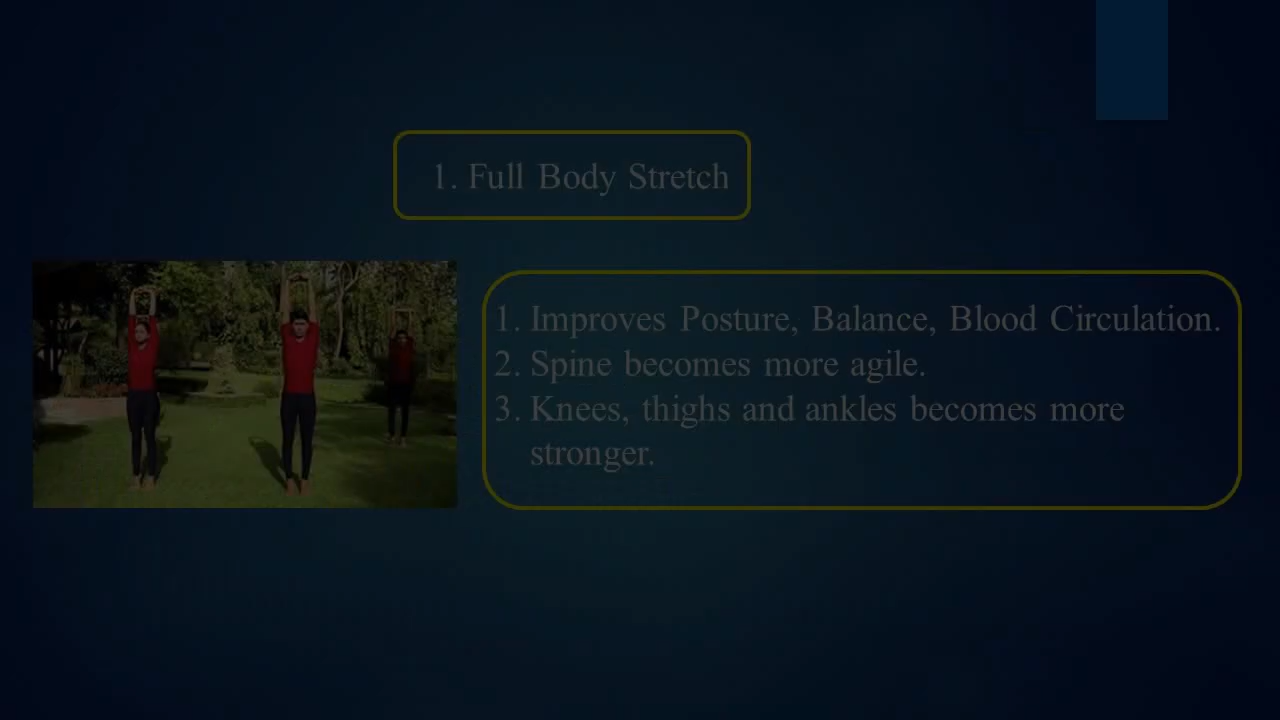 1. Full Body Stretch
1. Improves Posture, Balance, Blood Circulation.
2. Spine becomes more agile.
3. Knees, thighs and ankles becomes more
stronger.